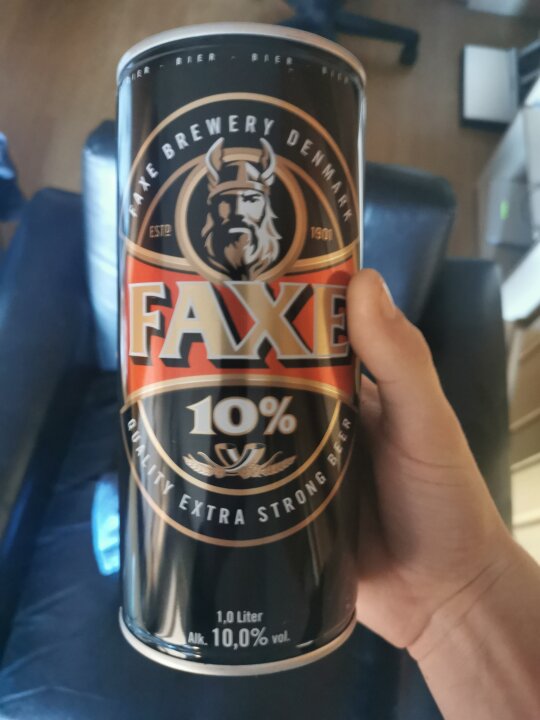 BIER - BIER - BIER - BIER
FAXE BREWERY DENMARK
ESTD 1901
FAXE
10%
QUALITY EXTRA STRONG BEER
1,0 Liter
Alk. 10,0% vol.